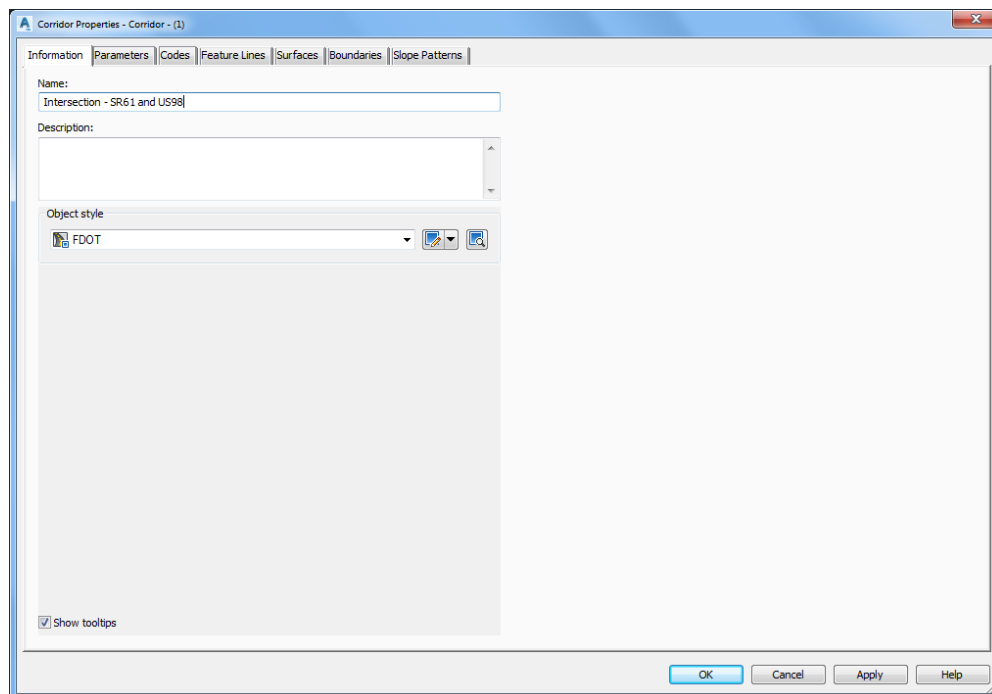 Corridor Properties - Corridor - (1)
Information Parameters Codes Feature Lines Surfaces Boundaries Slope Patterns
Name:
Intersection - SR61 and US98
Description:
Object style
FDOT
Show tooltips
OK Cancel Apply Help